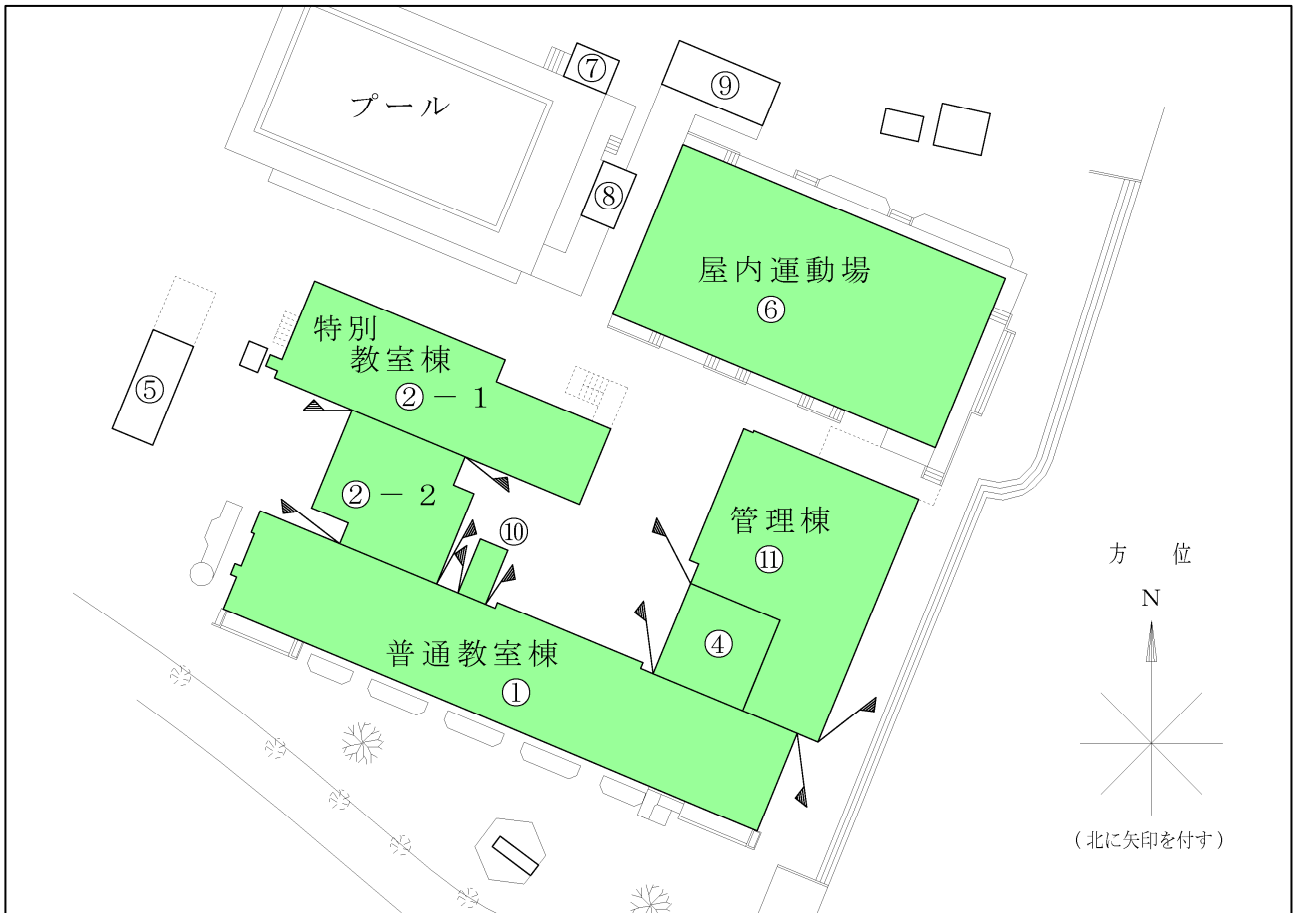 ⑦
プール
⑨
⑧
屋内運動場
⑥
特別
教室棟
②－１
⑤
②－２
⑩
管理棟
⑪
方位
N
④
普通教室棟
①
(北に矢印を付す)